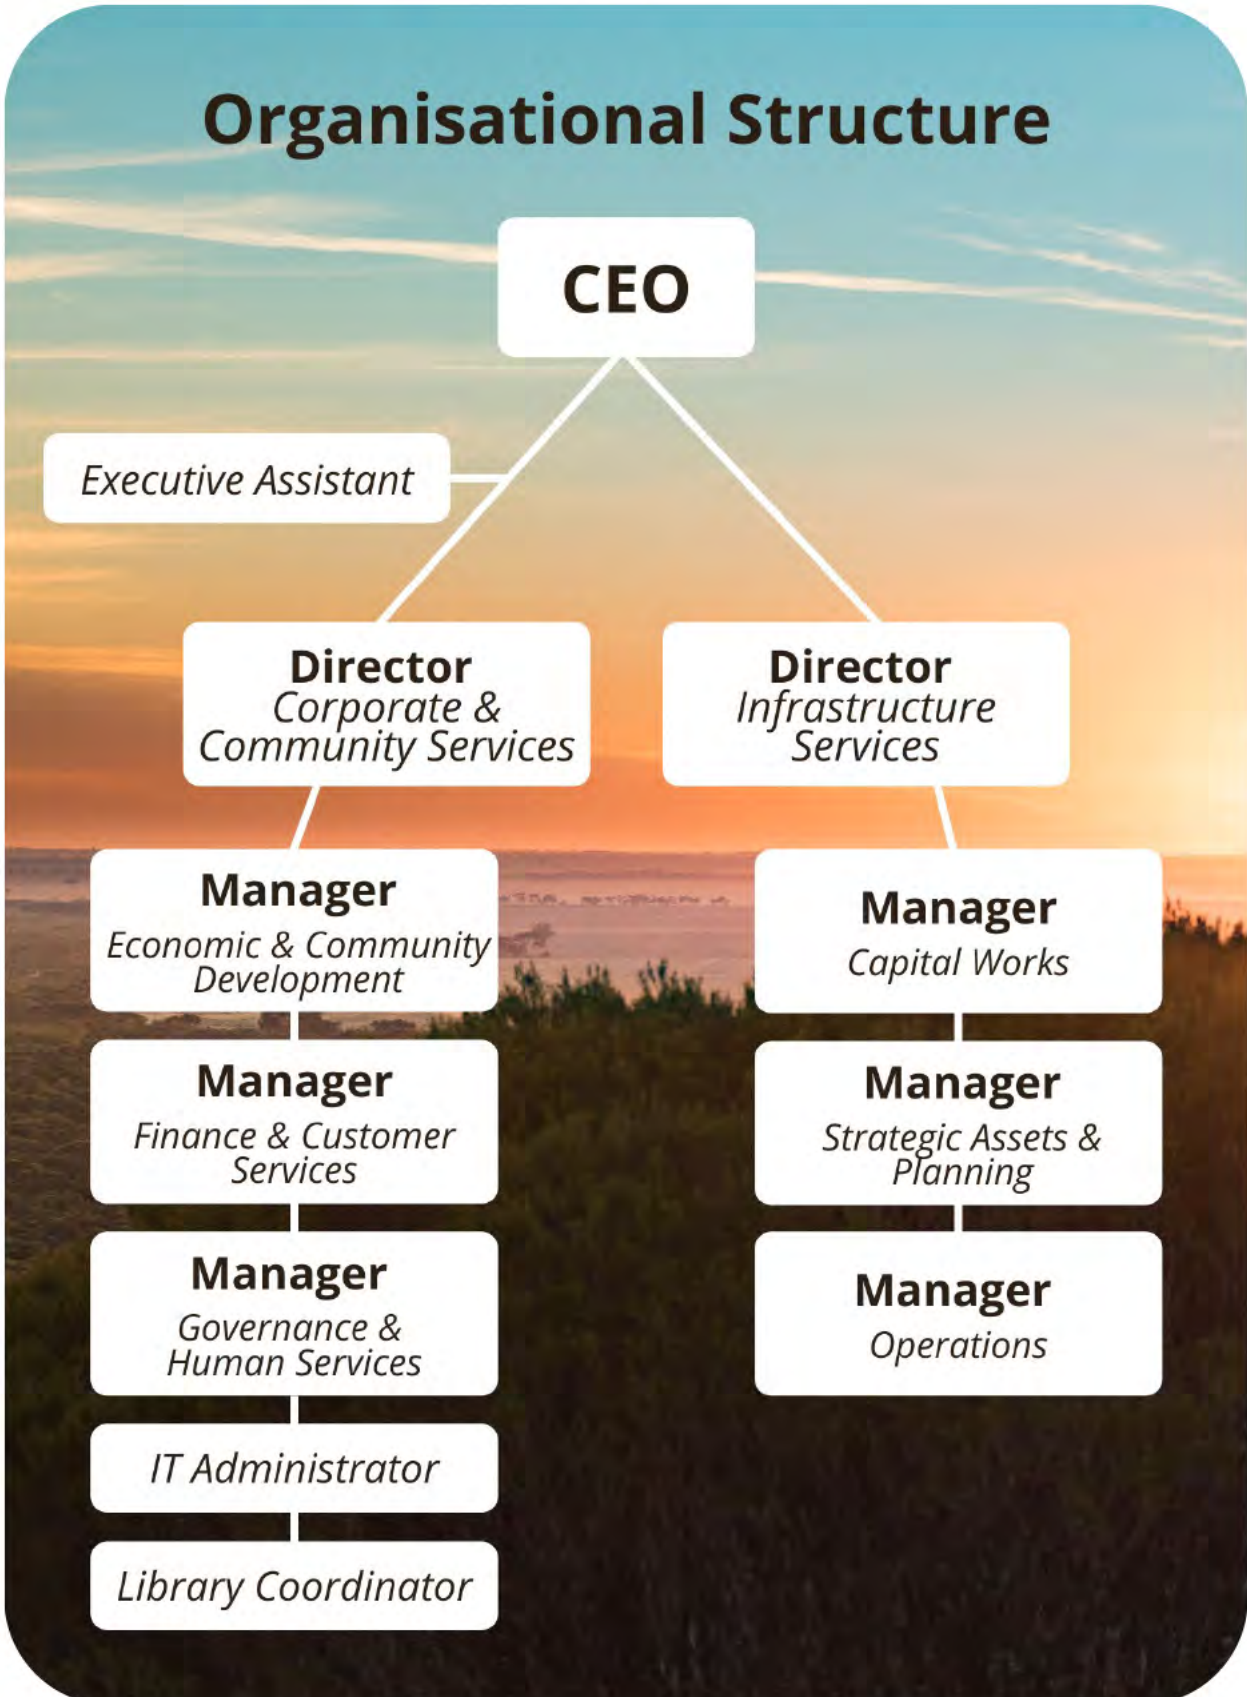 Organisational Structure
CEO
Executive Assistant
Director
Corporate &
Community Services
Director
Infrastructure
Services
Manager
Economic & Community
Development
Manager
Finance & Customer
Services
Manager
Governance &
Human Services
IT Administrator
Library Coordinator
Manager
Capital Works
Manager
Strategic Assets &
Planning
Manager
Operations